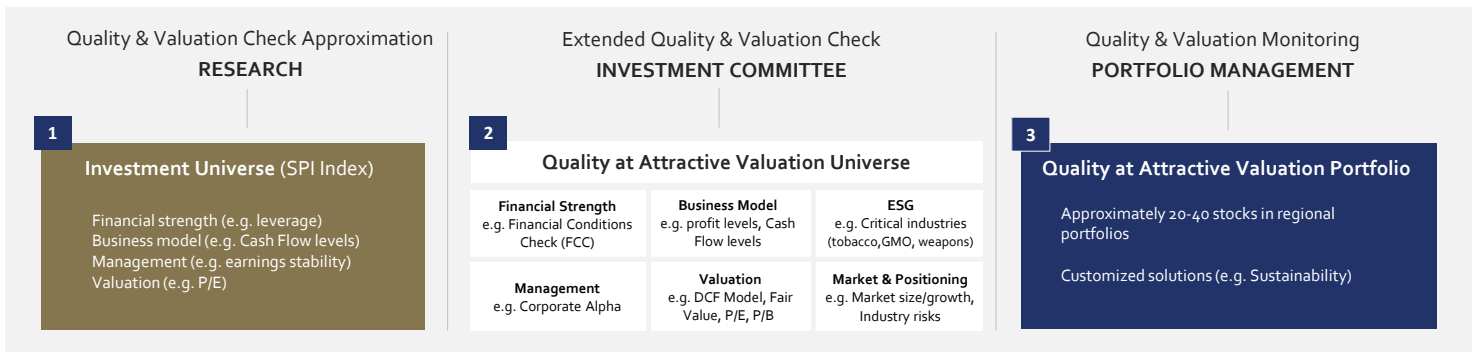 Quality & Valuation Check Approximation
RESEARCH
1
Investment Universe (SPI Index)
Financial strength (e.g. leverage)
Business model (e.g. Cash Flow levels)
Management (e.g. earnings stability)
Valuation (e.g. P/E)
Extended Quality & Valuation Check
INVESTMENT COMMITTEE
2
Quality at Attractive Valuation Universe
Financial Strength
e.g. Financial Conditions
Check (FCC)
Business Model
e.g. profit levels, Cash
Flow levels
ESG
e.g. Critical industries
(tobacco,GMO, weapons)
Management
e.g. Corporate Alpha
Valuation
e.g. DCF Model, Fair
Value, P/E, P/B
Market & Positioning
e.g. Market size/growth,
Industry risks
Quality & Valuation Monitoring
PORTFOLIO MANAGEMENT
3
Quality at Attractive Valuation Portfolio
Approximately 20-40 stocks in regional
portfolios
Customized solutions (e.g. Sustainability)